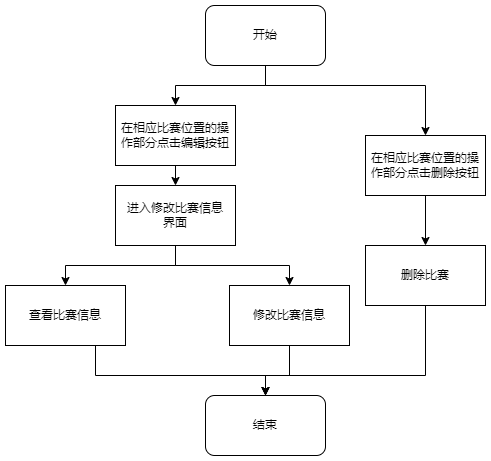 开始
在相应比赛位置的操
作部分点击编辑按钮
在相应比赛位置的操
作部分点击删除按钮
进入修改比赛信息
界面
删除比赛
查看比赛信息
修改比赛信息
结束